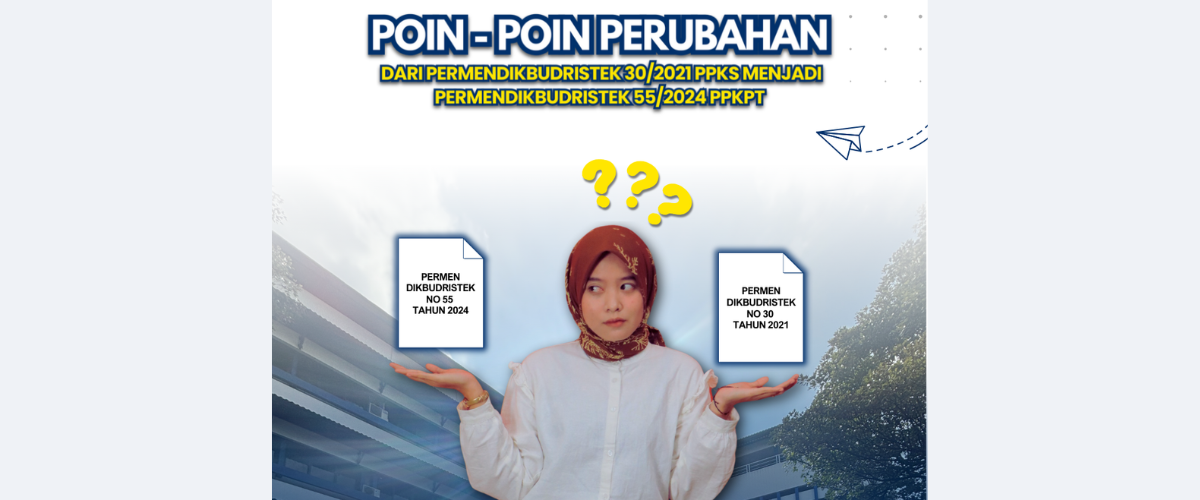 POIN - POIN PERUBAHAN
DARI PERMENDIKBUDRISTEK 30/2021 PPKS MENJADI
PERMENDIKBUDRISTEK 55/2024 PPKPT
???
PERMEN
DIKBUDRISTEK
NO 55
TAHUN 2024
PERMEN
DIKBUDRISTEK
NO 30
TAHUN 2021